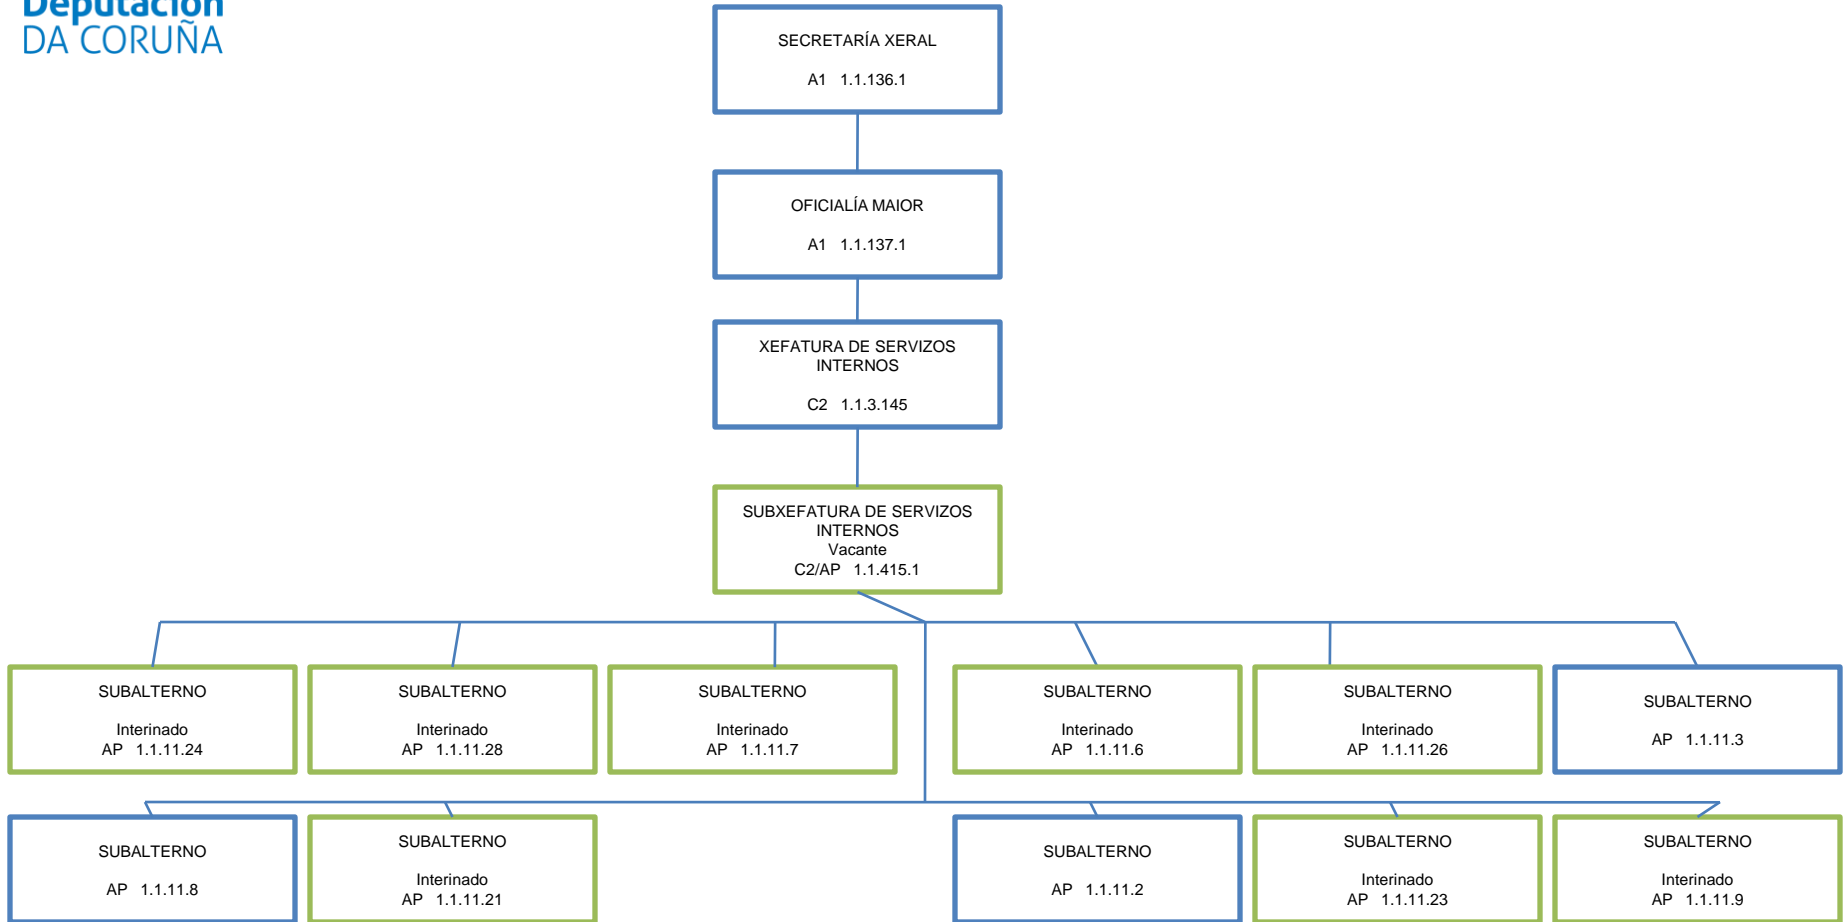 Deputación
DA CORUÑA
SECRETARÍA XERAL
A1 1.1.136.1
OFICIALÍA MAIOR
A1 1.1.137.1
XEFATURA DE SERVIZOS
INTERNOS
C2 1.1.3.145
SUBXEFATURA DE SERVIZOS
INTERNOS
Vacante
C2/AP 1.1.415.1
SUBALTERNO
Interinado
AP 1.1.11.24
SUBALTERNO
Interinado
AP 1.1.11.28
SUBALTERNO
Interinado
AP 1.1.11.7
SUBALTERNO
Interinado
AP 1.1.11.6
SUBALTERNO
Interinado
AP 1.1.11.26
SUBALTERNO
AP 1.1.11.3
SUBALTERNO
AP 1.1.11.8
SUBALTERNO
Interinado
AP 1.1.11.21
SUBALTERNO
AP 1.1.11.2
SUBALTERNO
Interinado
AP 1.1.11.23
SUBALTERNO
Interinado
AP 1.1.11.9